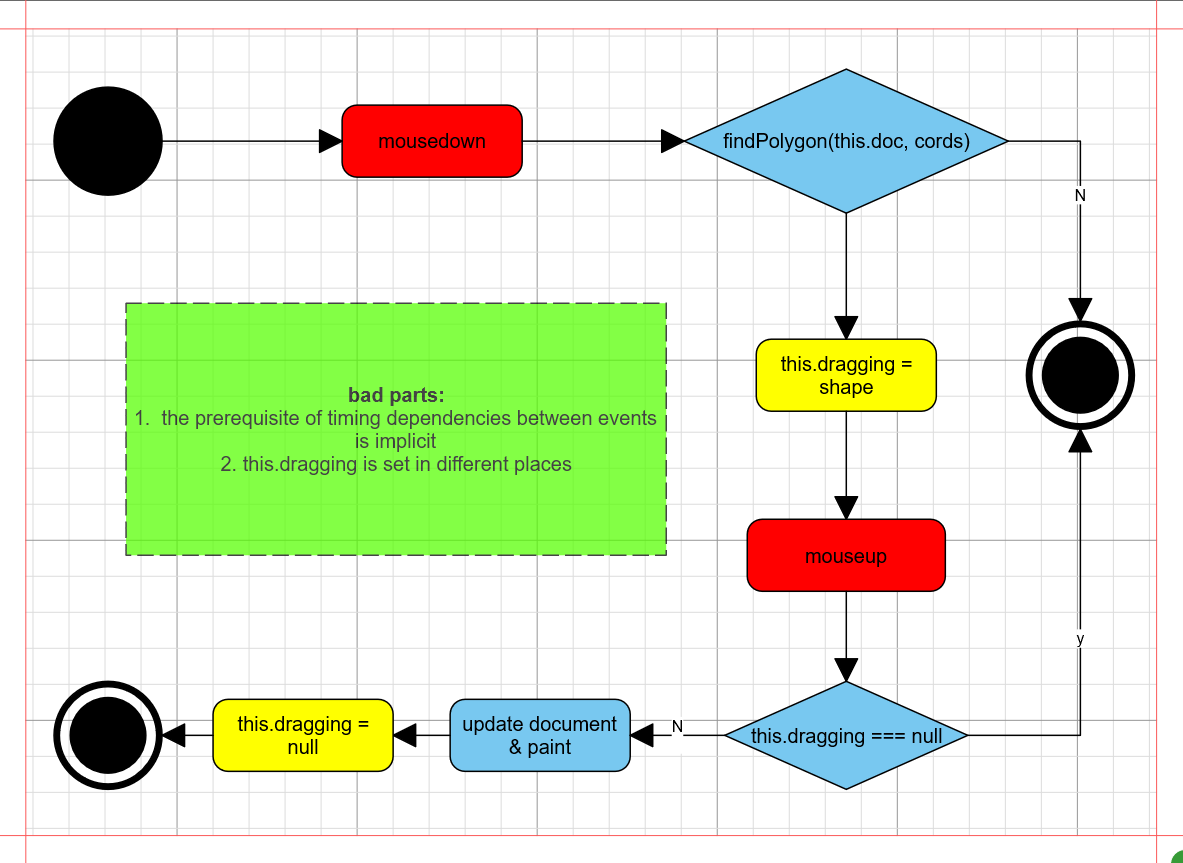 mousedown
findPolygon(this.doc, cords)
N
this.dragging =
shape
bad parts:
1.  the prerequisite of timing dependencies between events
is implicit
2. this.dragging is set in different places
mouseup
y
this.dragging =
null
update document
& paint
N
this.dragging === null